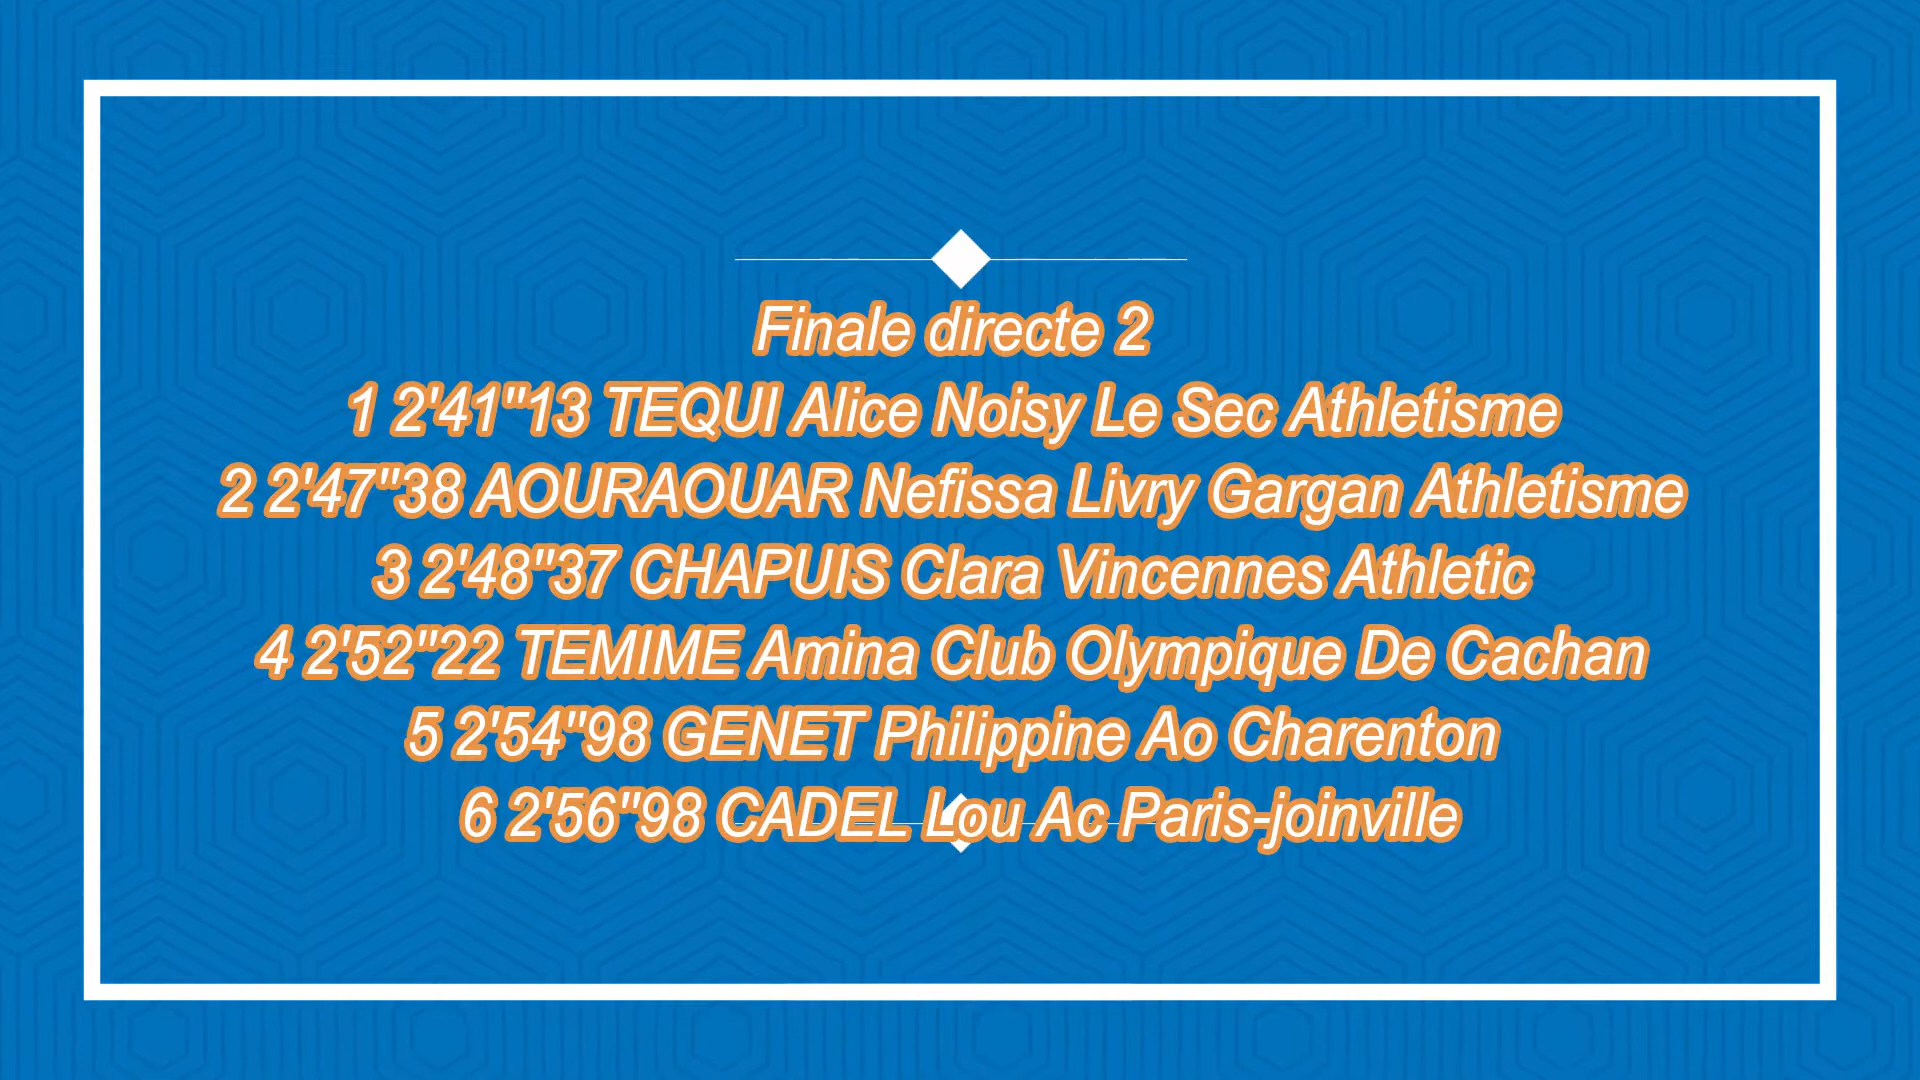 Finale directe 2
1 2'41"13 TEQUI Alice Noisy Le Sec Athletisme
2 2'47"38 AOURAOUAR Nefissa Livry Gargan Athletisme
3 2'48"37 CHAPUIS Clara Vincennes Athletic
4 2'52"22 TEMIME Amina Club Olympique De Cachan
5 2'54"98 GENET Philippine Ao Charenton
6 2'56"98 CADEL Lou Ac Paris-joinville